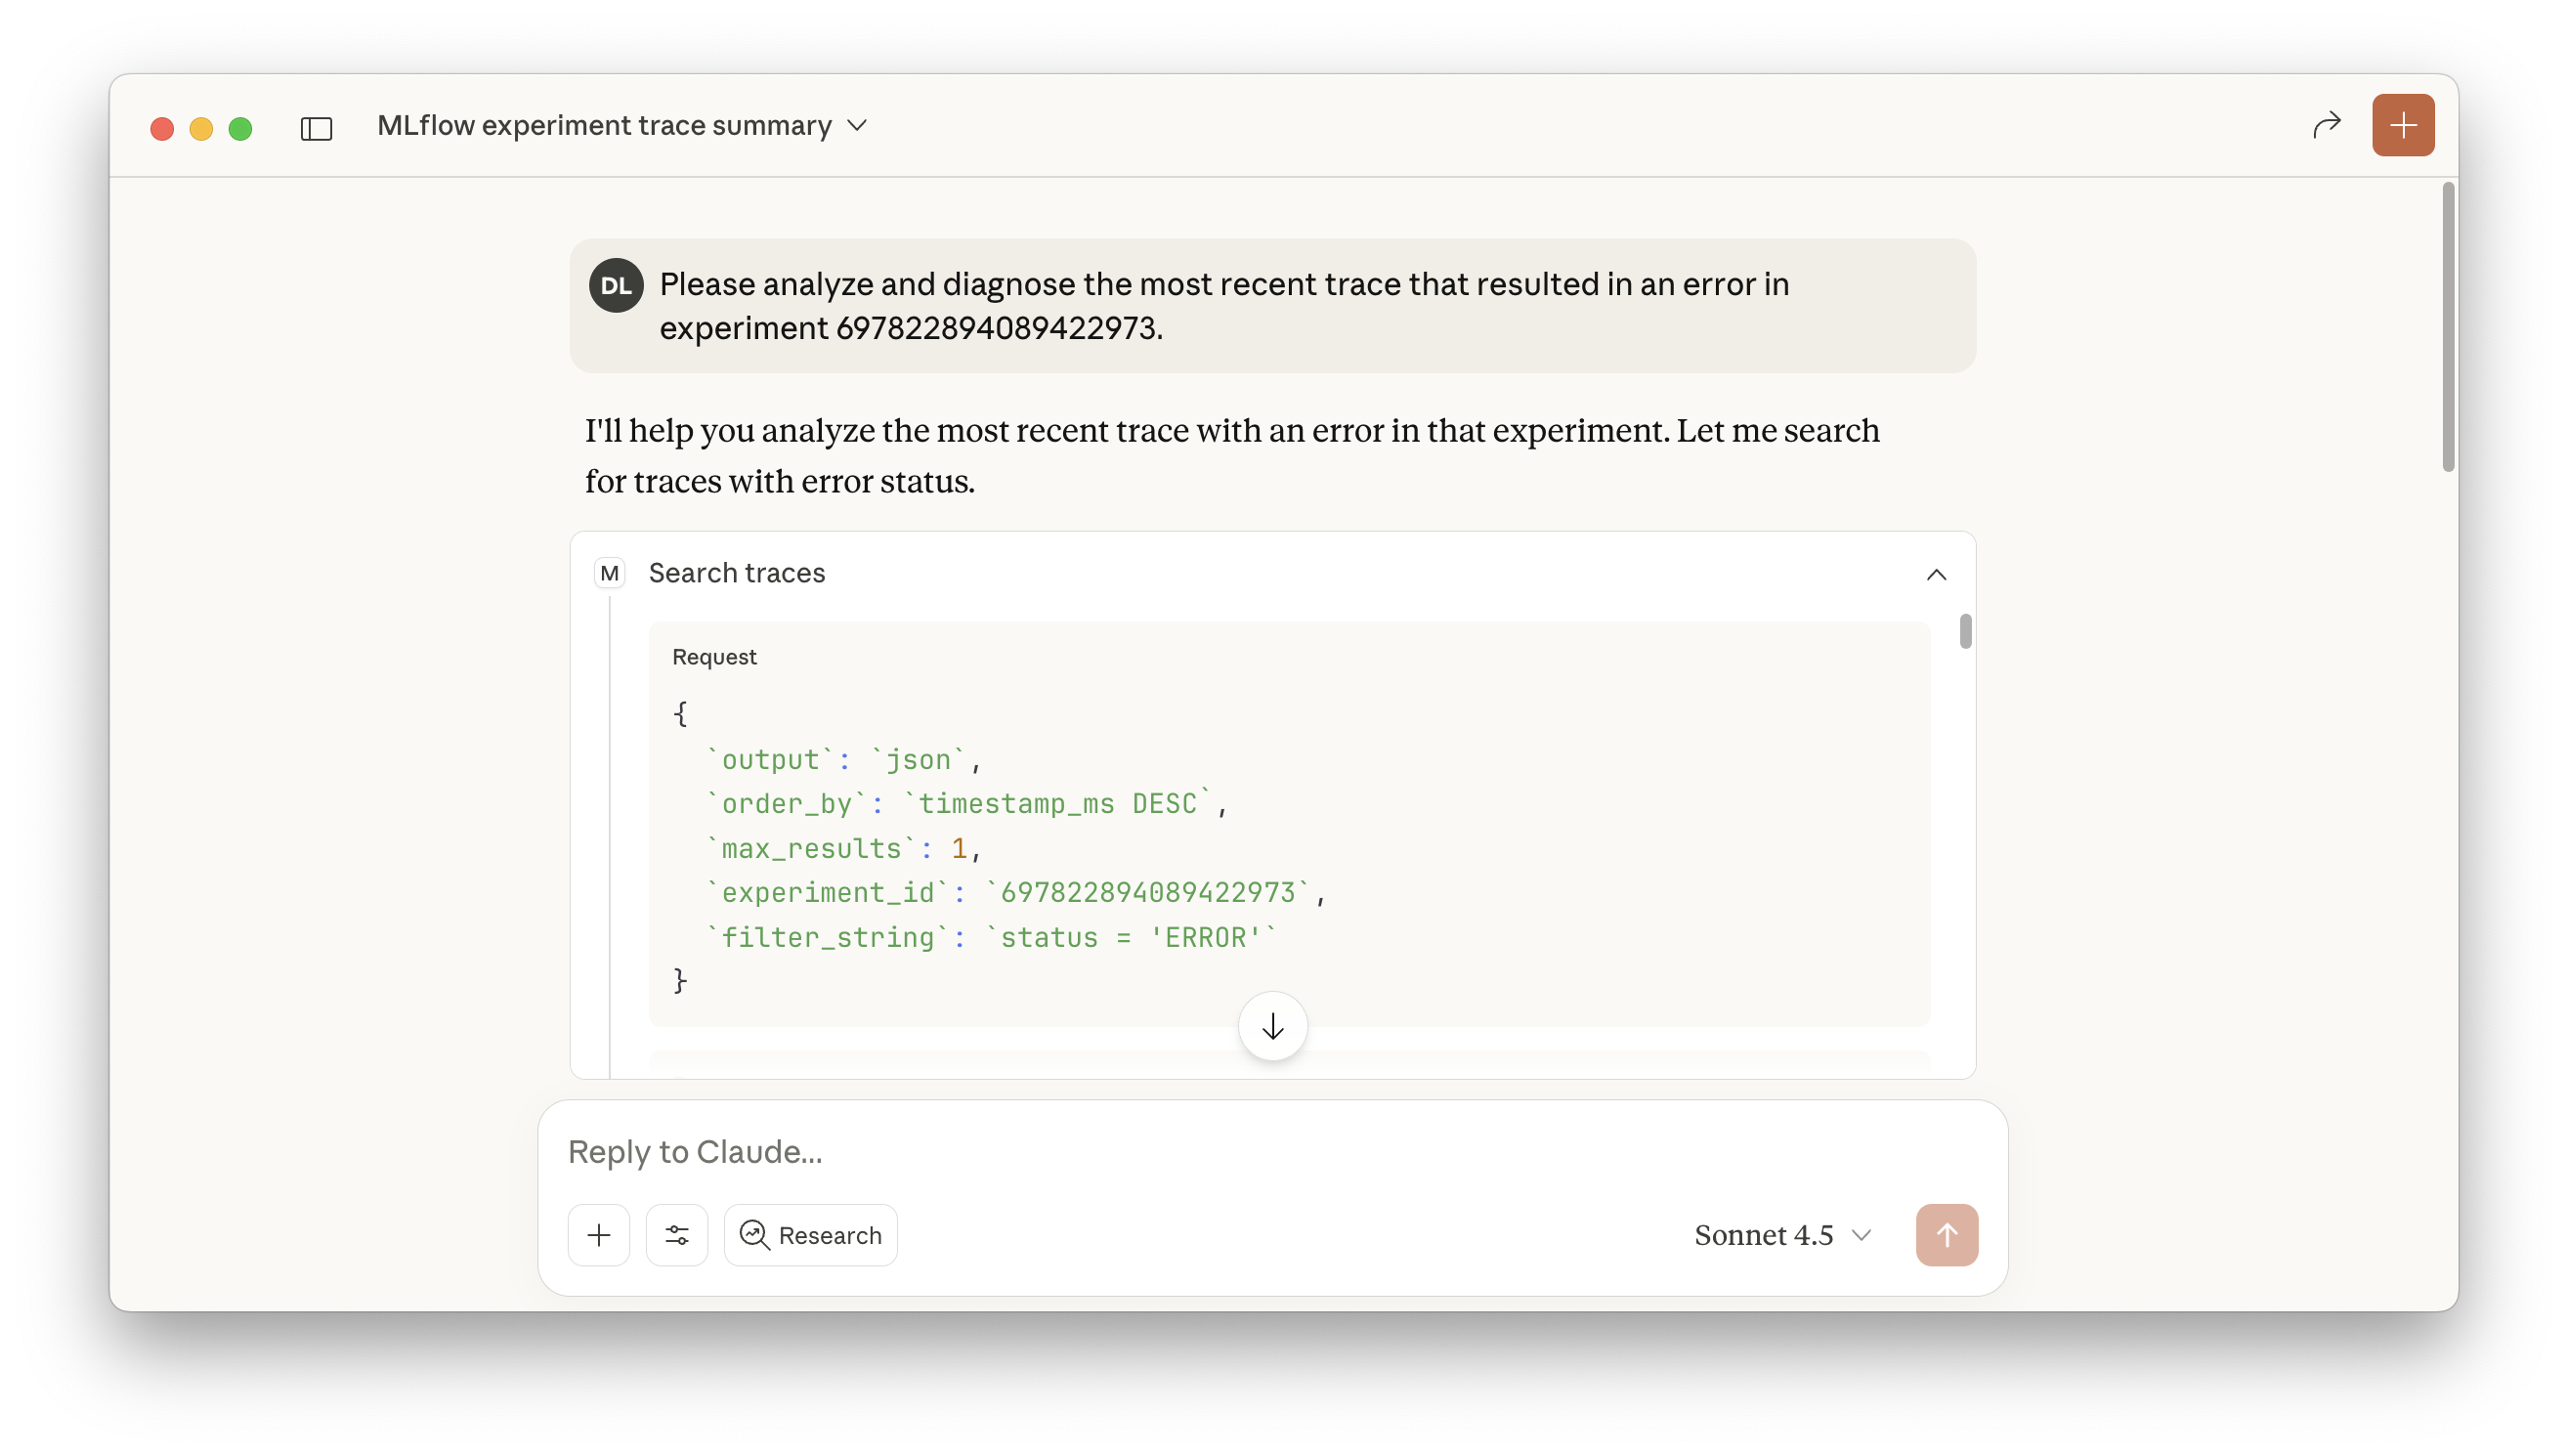 MLflow experiment trace summary
DL
Please analyze and diagnose the most recent trace that resulted in an error in
experiment 697822894089422973.
I'll help you analyze the most recent trace with an error in that experiment. Let me search
for traces with error status.
M Search traces
Request
{
`output`: `json`,
`order_by`: `timestamp_ms DESC`,
`max_results`: 1,
`experiment_id`: `697822894089422973`,
`filter_string`: `status = 'ERROR'`
}
Reply to Claude...
Research
Sonnet 4.5